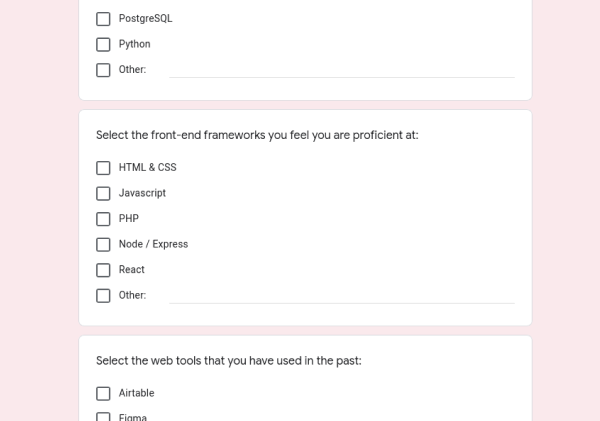 PostgreSQL
Python
Other:
Select the front-end frameworks you feel you are proficient at:
HTML & CSS
Javascript
PHP
Node / Express
React
Other:
Select the web tools that you have used in the past:
Airtable
Figma